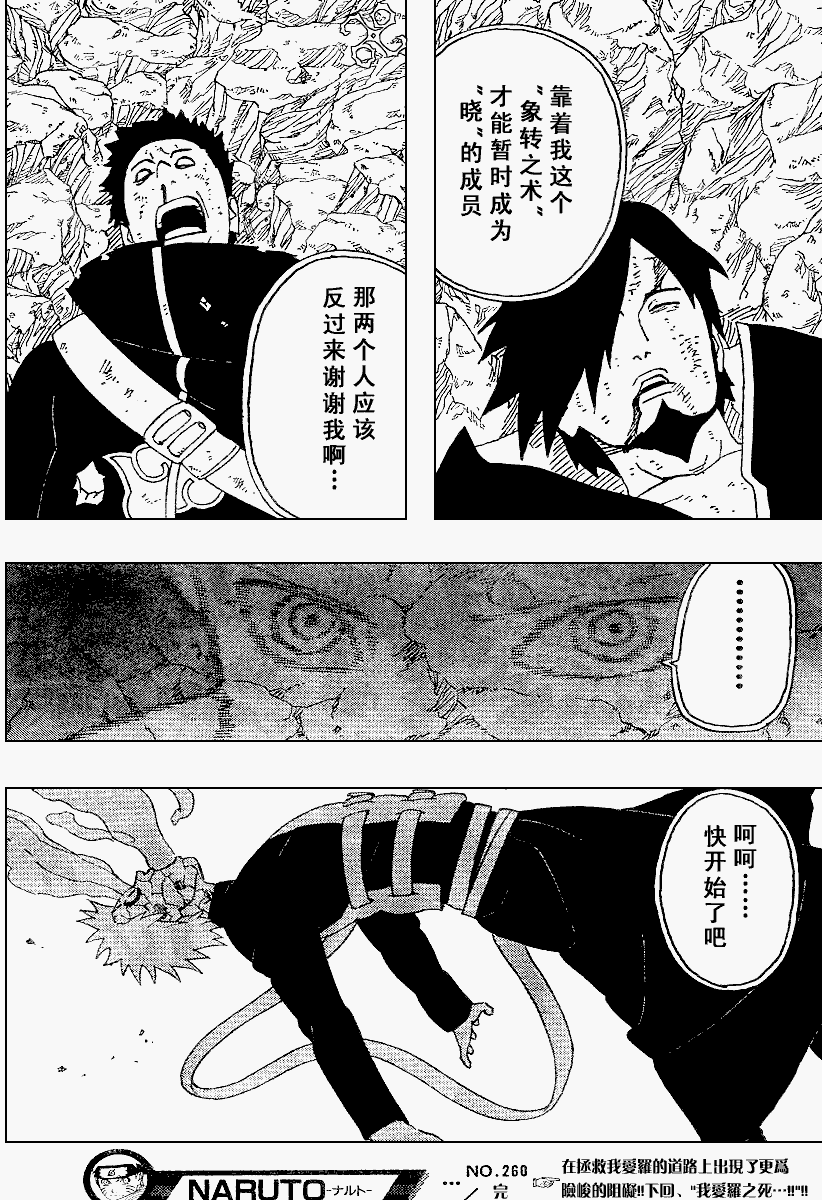 靠着我这个
“象转之术”
才能暂时成为
“晓”的成员
那两个人应该
反过来谢谢我啊…
………
呵呵……
快开始了吧
NARUTO-ナルト-
NO.260
…/完
☞在拯救我愛羅的道路上出現了更爲
險峻的阻礙!!下回、“我愛羅之死…!!”!!